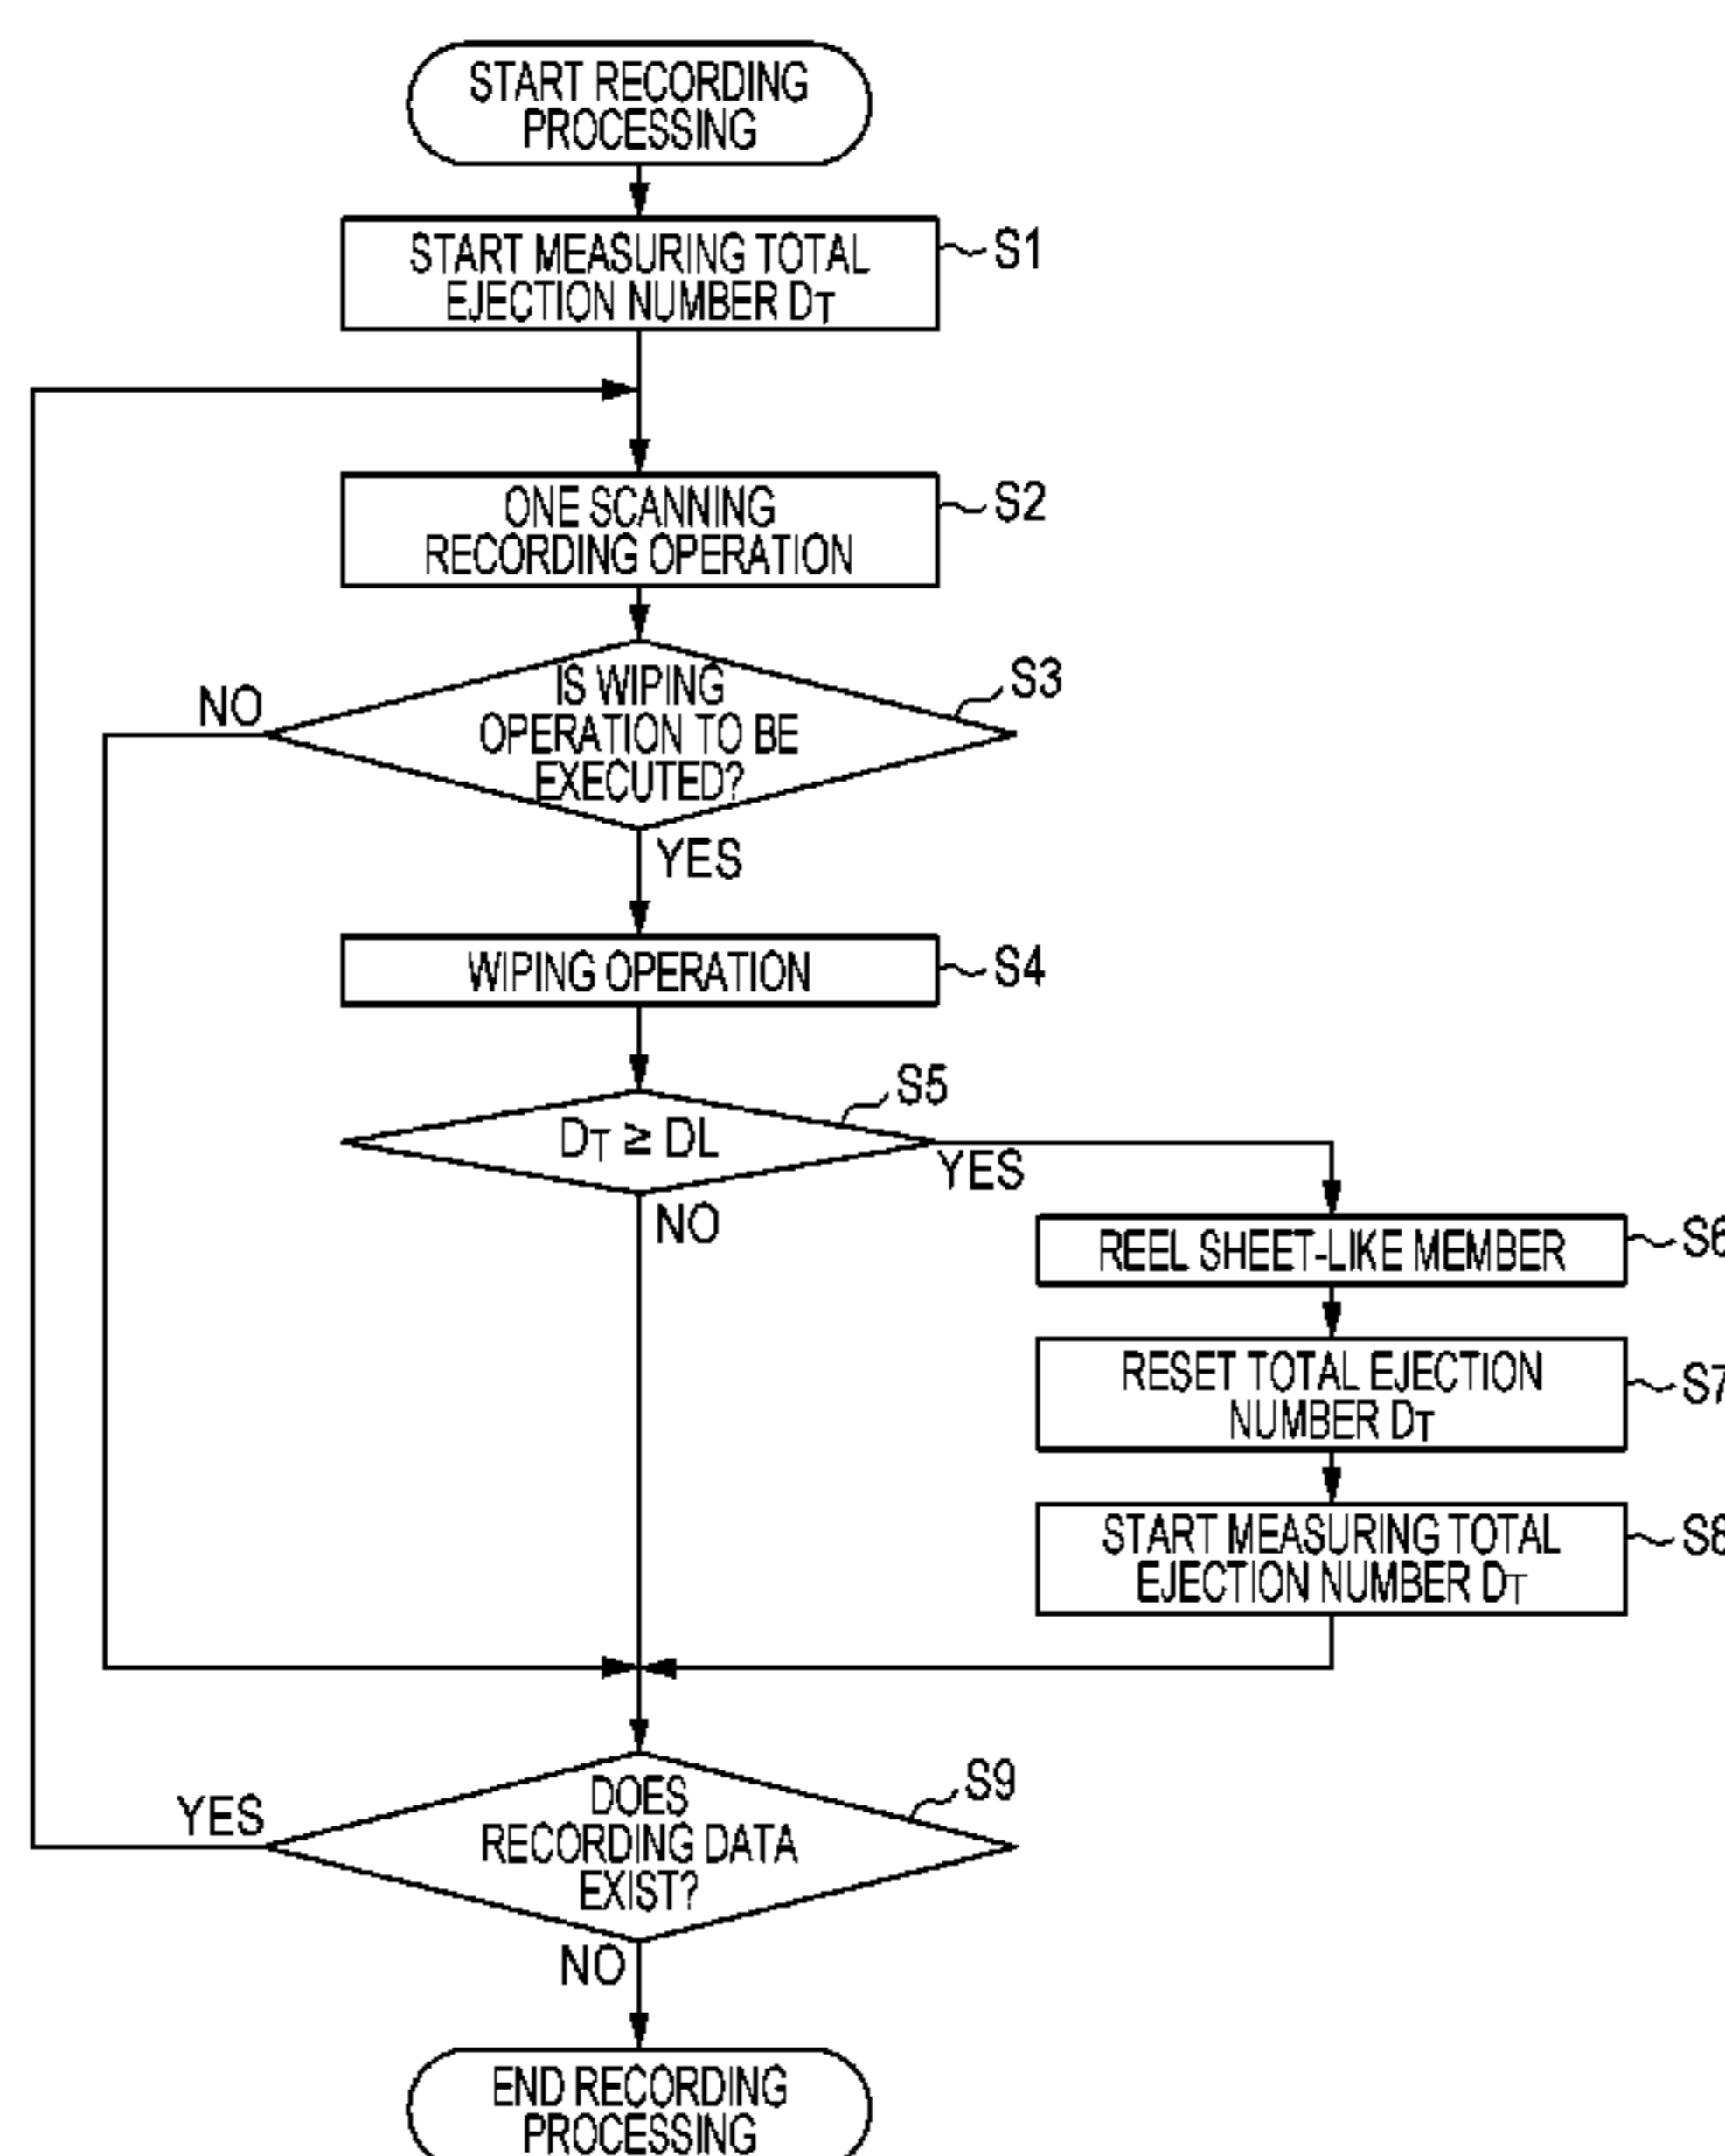 START RECORDING
PROCESSING
START MEASURING TOTAL
EJECTION NUMBER DT
S1
ONE SCANNING
RECORDING OPERATION
S2
IS WIPING
OPERATION TO BE
EXECUTED?
S3
NO
YES
WIPING OPERATION
S4
DT ≥ DL
S5
YES
NO
REEL SHEET-LIKE MEMBER
S6
RESET TOTAL EJECTION
NUMBER DT
S7
START MEASURING TOTAL
EJECTION NUMBER DT
S8
DOES
RECORDING DATA
EXIST?
S9
YES
NO
END RECORDING
PROCESSING